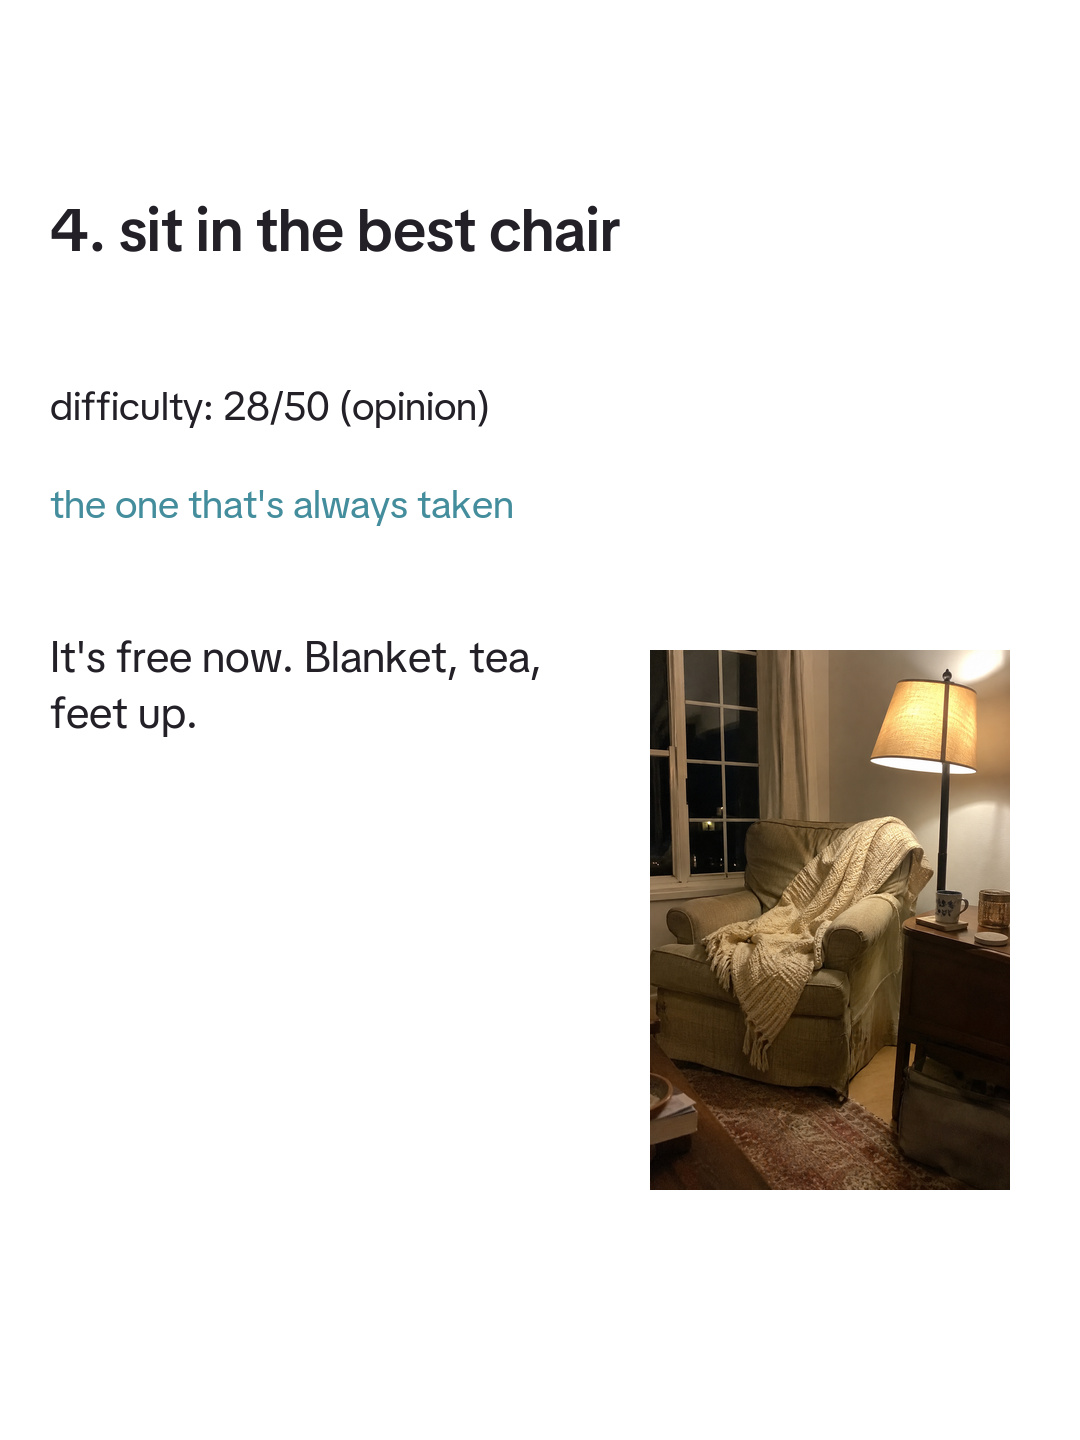 4. sit in the best chair
difficulty: 28/50 (opinion)
the one that's always taken
It's free now. Blanket, tea,
feet up.